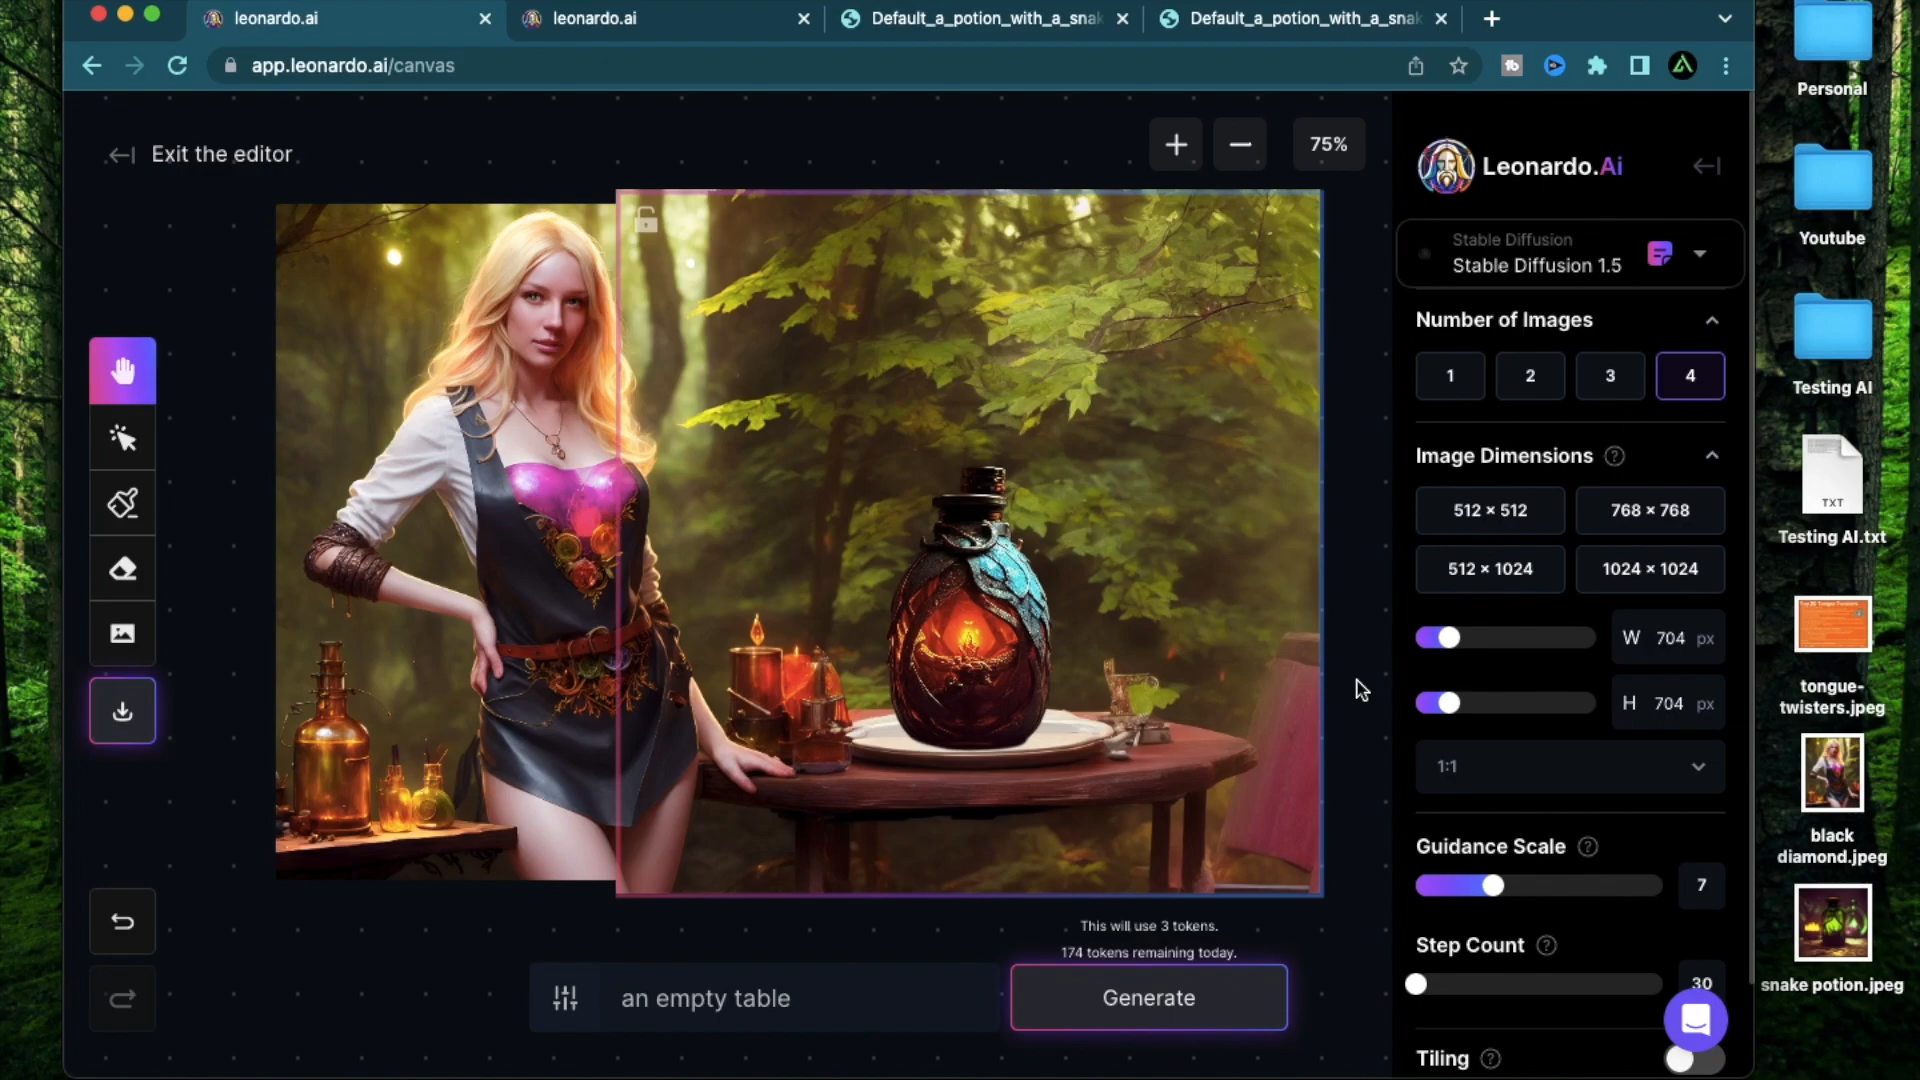 leonardo.ai
leonardo.ai
Default_a_potion_with_a_snak
Default_a_potion_with_a_snak
app.leonardo.ai/canvas
Exit the editor
75%
Leonardo.Ai
Stable Diffusion
Stable Diffusion 1.5
Number of Images
1 2 3 4
Image Dimensions ?
512 × 512 768 × 768
512 × 1024 1024 × 1024
W 704 px
H 704 px
1:1
Guidance Scale ?
7
Step Count ?
30
Tiling ?
This will use 3 tokens.
174 tokens remaining today.
an empty table
Generate
Personal
Youtube
Testing AI
TXT
Testing AI.txt
tongue-
twisters.jpeg
black
diamond.jpeg
snake potion.jpeg